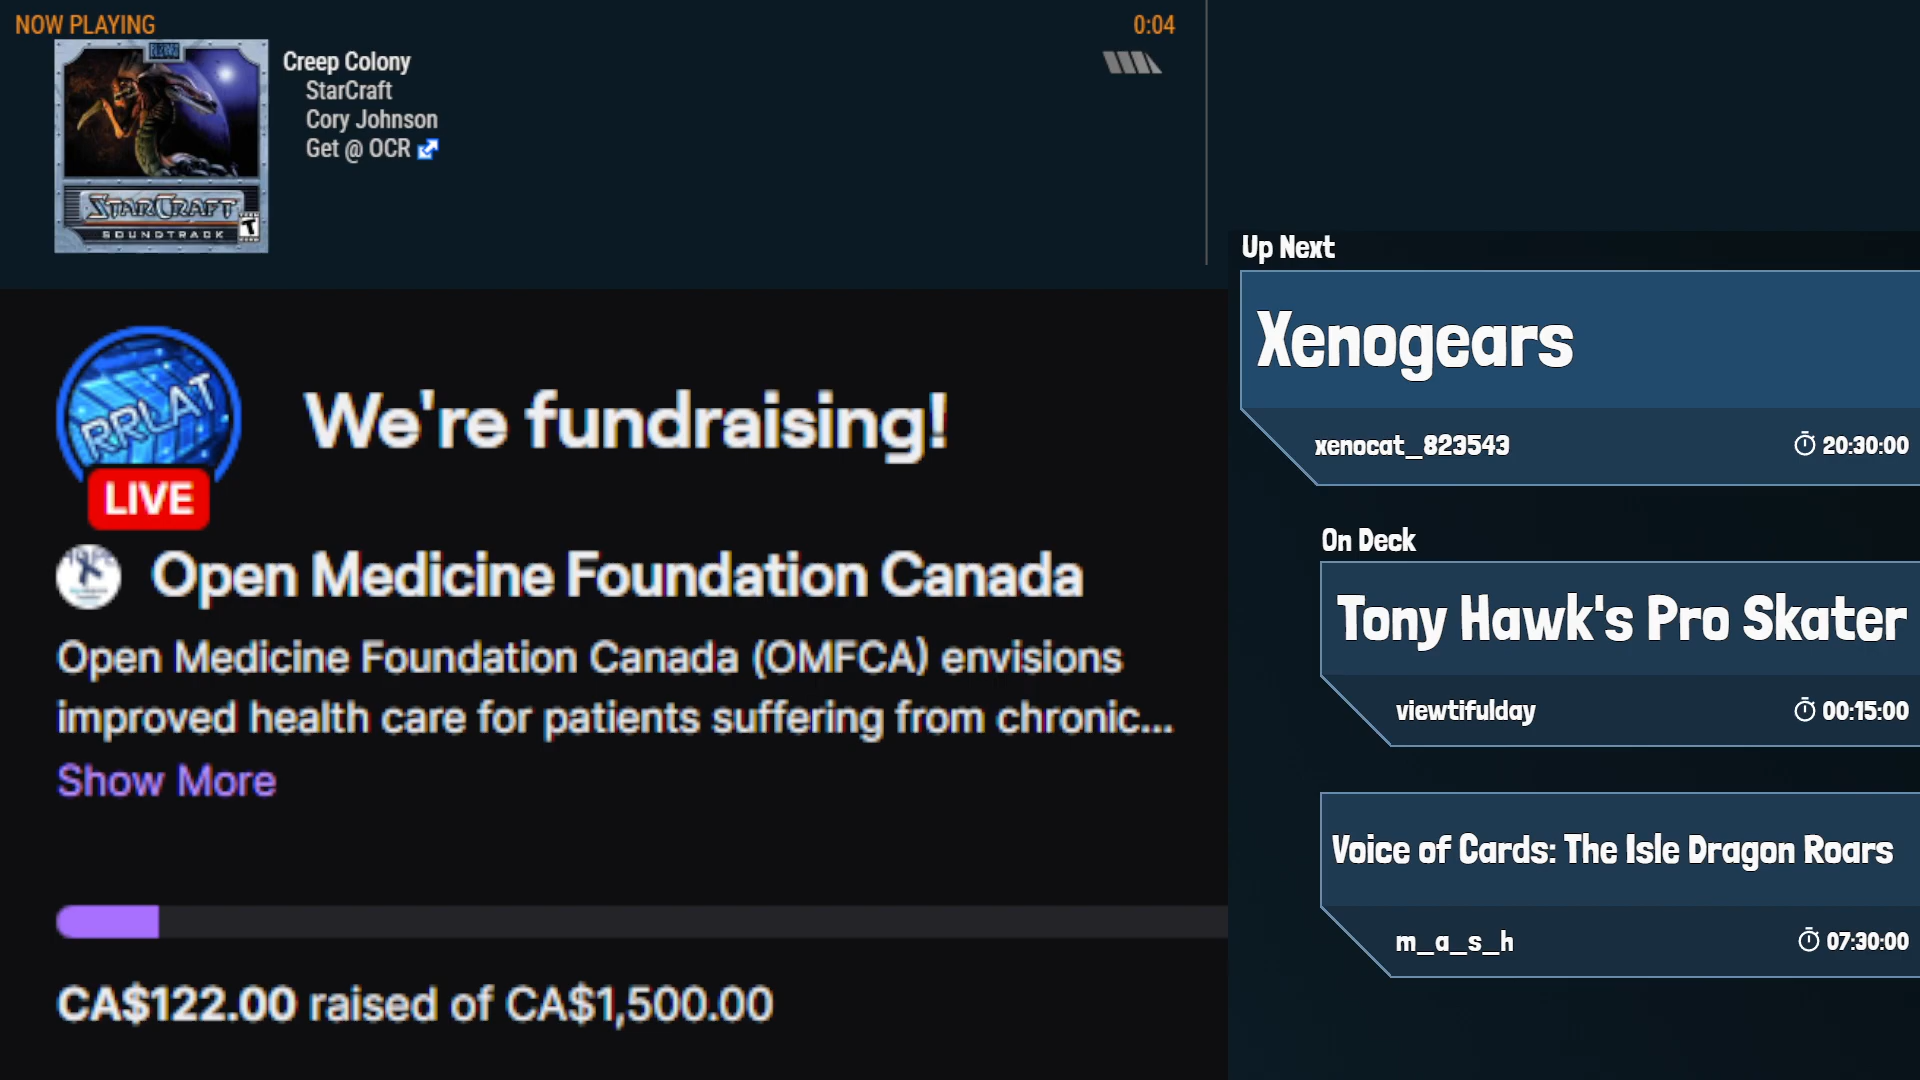 NOW PLAYING
0:04
Creep Colony
StarCraft
Cory Johnson
Get @ OCR
STARCRAFT
SOUNDTRACK
T
RRLAT
LIVE
We're fundraising!
Open Medicine Foundation Canada
Open Medicine Foundation Canada (OMFCA) envisions
improved health care for patients suffering from chronic...
Show More
CA$122.00 raised of CA$1,500.00
Up Next
Xenogears
xenocat_823543
20:30:00
On Deck
Tony Hawk's Pro Skater
viewtifulday
00:15:00
Voice of Cards: The Isle Dragon Roars
m_a_s_h
07:30:00